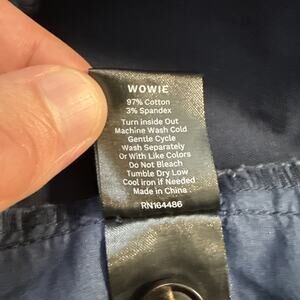 WOWIE
97% Cotton
3% Spandex
Turn inside Out
Machine Wash Cold
Gentle Cycle
Wash Separately
Or With Like Colors
Do Not Bleach
Tumble Dry Low
Cool iron if Needed
Made in China
RN164486